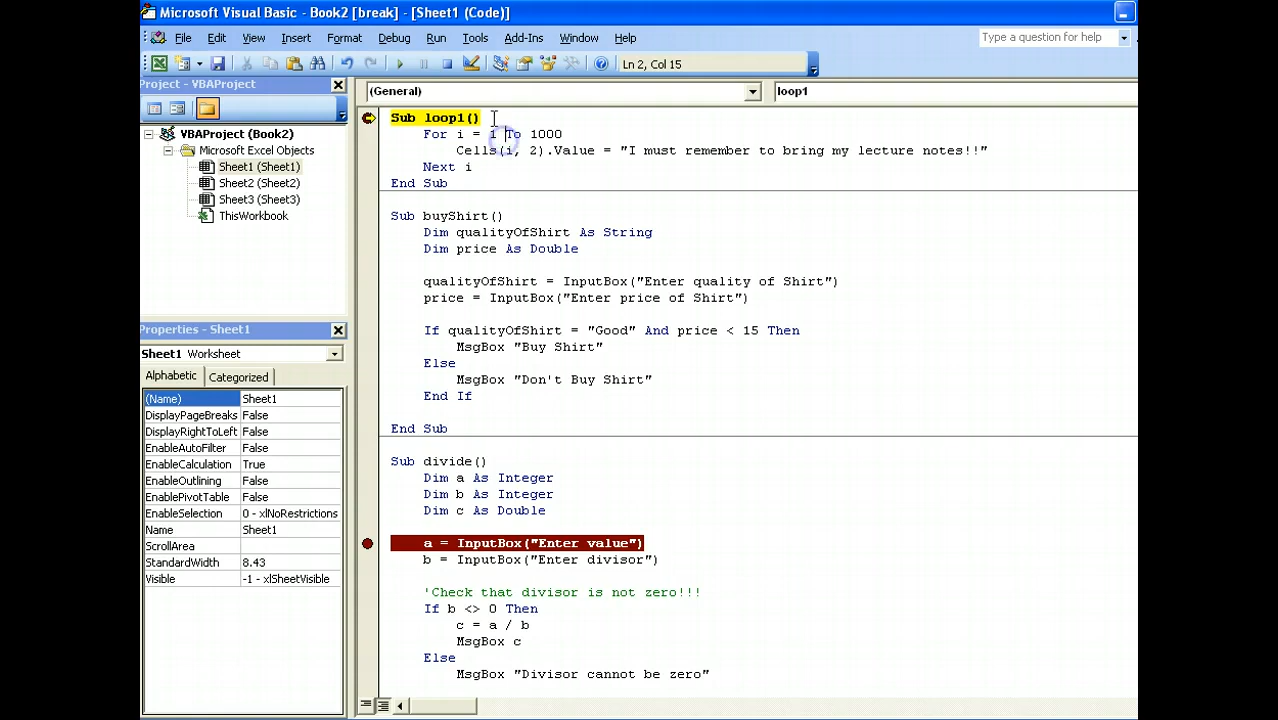 Microsoft Visual Basic - Book2 [break] - [Sheet1 (Code)]
File Edit View Insert Format Debug Run Tools Add-Ins Window Help
Type a question for help
Ln 2, Col 15
Project - VBAProject
(General)
loop1
VBAProject (Book2)
Microsoft Excel Objects
Sheet1 (Sheet1)
Sheet2 (Sheet2)
Sheet3 (Sheet3)
ThisWorkbook
Properties - Sheet1
Sheet1 Worksheet
Alphabetic Categorized
(Name) Sheet1
DisplayPageBreaks False
DisplayRightToLeft False
EnableAutoFilter False
EnableCalculation True
EnableOutlining False
EnablePivotTable False
EnableSelection 0 - xlNoRestrictions
Name Sheet1
ScrollArea
StandardWidth 8.43
Visible -1 - xlSheetVisible
Sub loop1()
For i = i To 1000
Cells(i, 2).Value = "I must remember to bring my lecture notes!!"
Next i
End Sub
Sub buyShirt()
Dim qualityOfShirt As String
Dim price As Double
qualityOfShirt = InputBox("Enter quality of Shirt")
price = InputBox("Enter price of Shirt")
If qualityOfShirt = "Good" And price < 15 Then
MsgBox "Buy Shirt"
Else
MsgBox "Don't Buy Shirt"
End If
End Sub
Sub divide()
Dim a As Integer
Dim b As Integer
Dim c As Double
a = InputBox("Enter value")
b = InputBox("Enter divisor")
'Check that divisor is not zero!!!
If b <> 0 Then
c = a / b
MsgBox c
Else
MsgBox "Divisor cannot be zero"